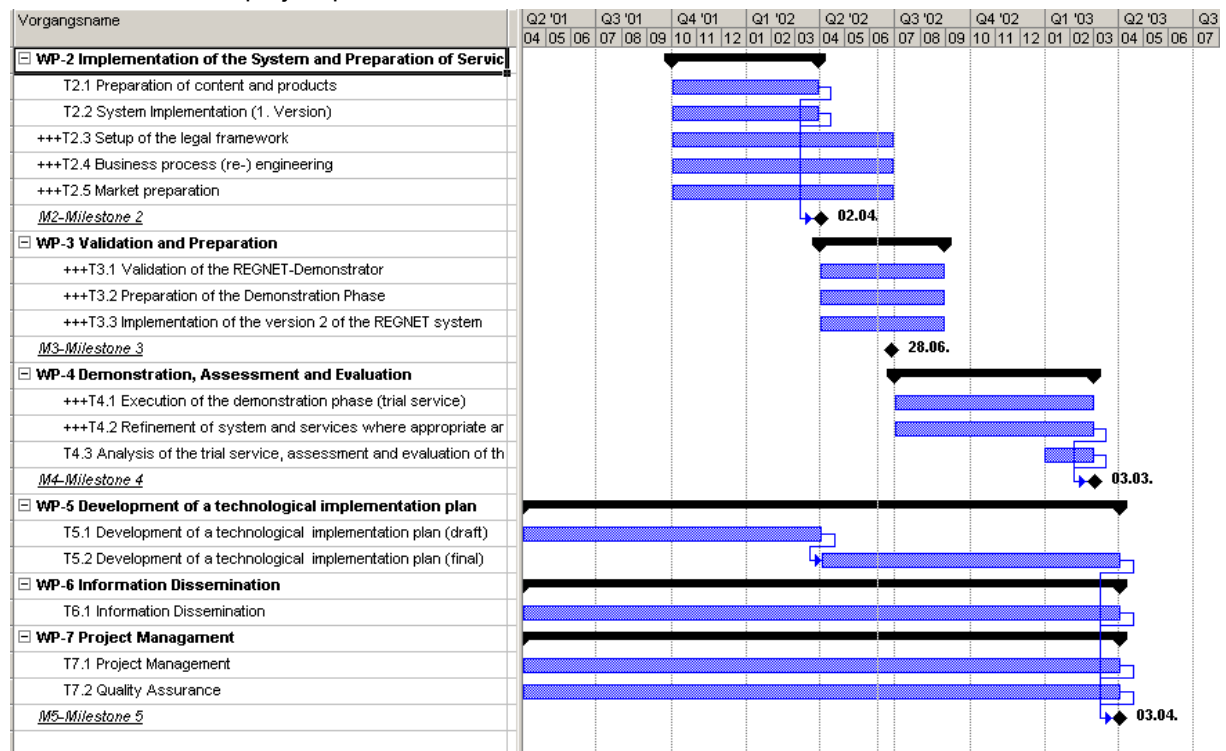 Vorgangsname
Q2 '01 Q3 '01 Q4 '01 Q1 '02 Q2 '02 Q3 '02 Q4 '02 Q1 '03 Q2 '03 Q3
04 05 06 07 08 09 10 11 12 01 02 03 04 05 06 07 08 09 10 11 12 01 02 03 04 05 06 07
WP-2 Implementation of the System and Preparation of Servic
T2.1 Preparation of content and products
T2.2 System Implementation (1. Version)
+++T2.3 Setup of the legal framework
+++T2.4 Business process (re-) engineering
+++T2.5 Market preparation
M2-Milestone 2 02.04.
WP-3 Validation and Preparation
+++T3.1 Validation of the REGNET-Demonstrator
+++T3.2 Preparation of the Demonstration Phase
+++T3.3 Implementation of the version 2 of the REGNET system
M3-Milestone 3 28.06.
WP-4 Demonstration, Assessment and Evaluation
+++T4.1 Execution of the demonstration phase (trial service)
+++T4.2 Refinement of system and services where appropriate ar
T4.3 Analysis of the trial service, assessment and evaluation of th
M4-Milestone 4 03.03.
WP-5 Development of a technological implementation plan
T5.1 Development of a technological implementation plan (draft)
T5.2 Development of a technological implementation plan (final)
WP-6 Information Dissemination
T6.1 Information Dissemination
WP-7 Project Managament
T7.1 Project Management
T7.2 Quality Assurance
M5-Milestone 5 03.04.